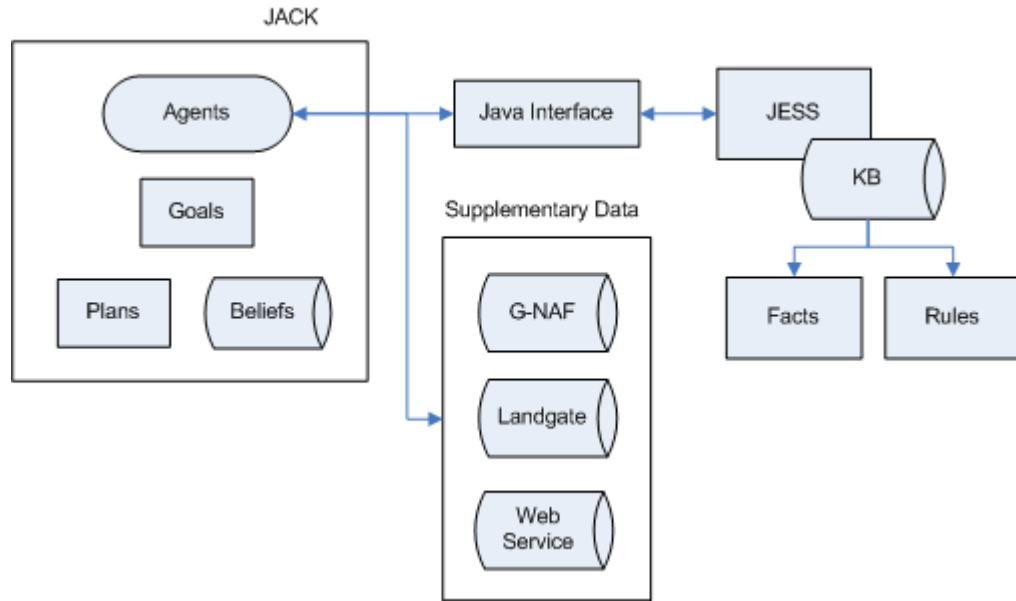 JACK
Agents
Java Interface
JESS
KB
Goals
Supplementary Data
Plans
Beliefs
G-NAF
Facts
Rules
Landgate
Web
Service